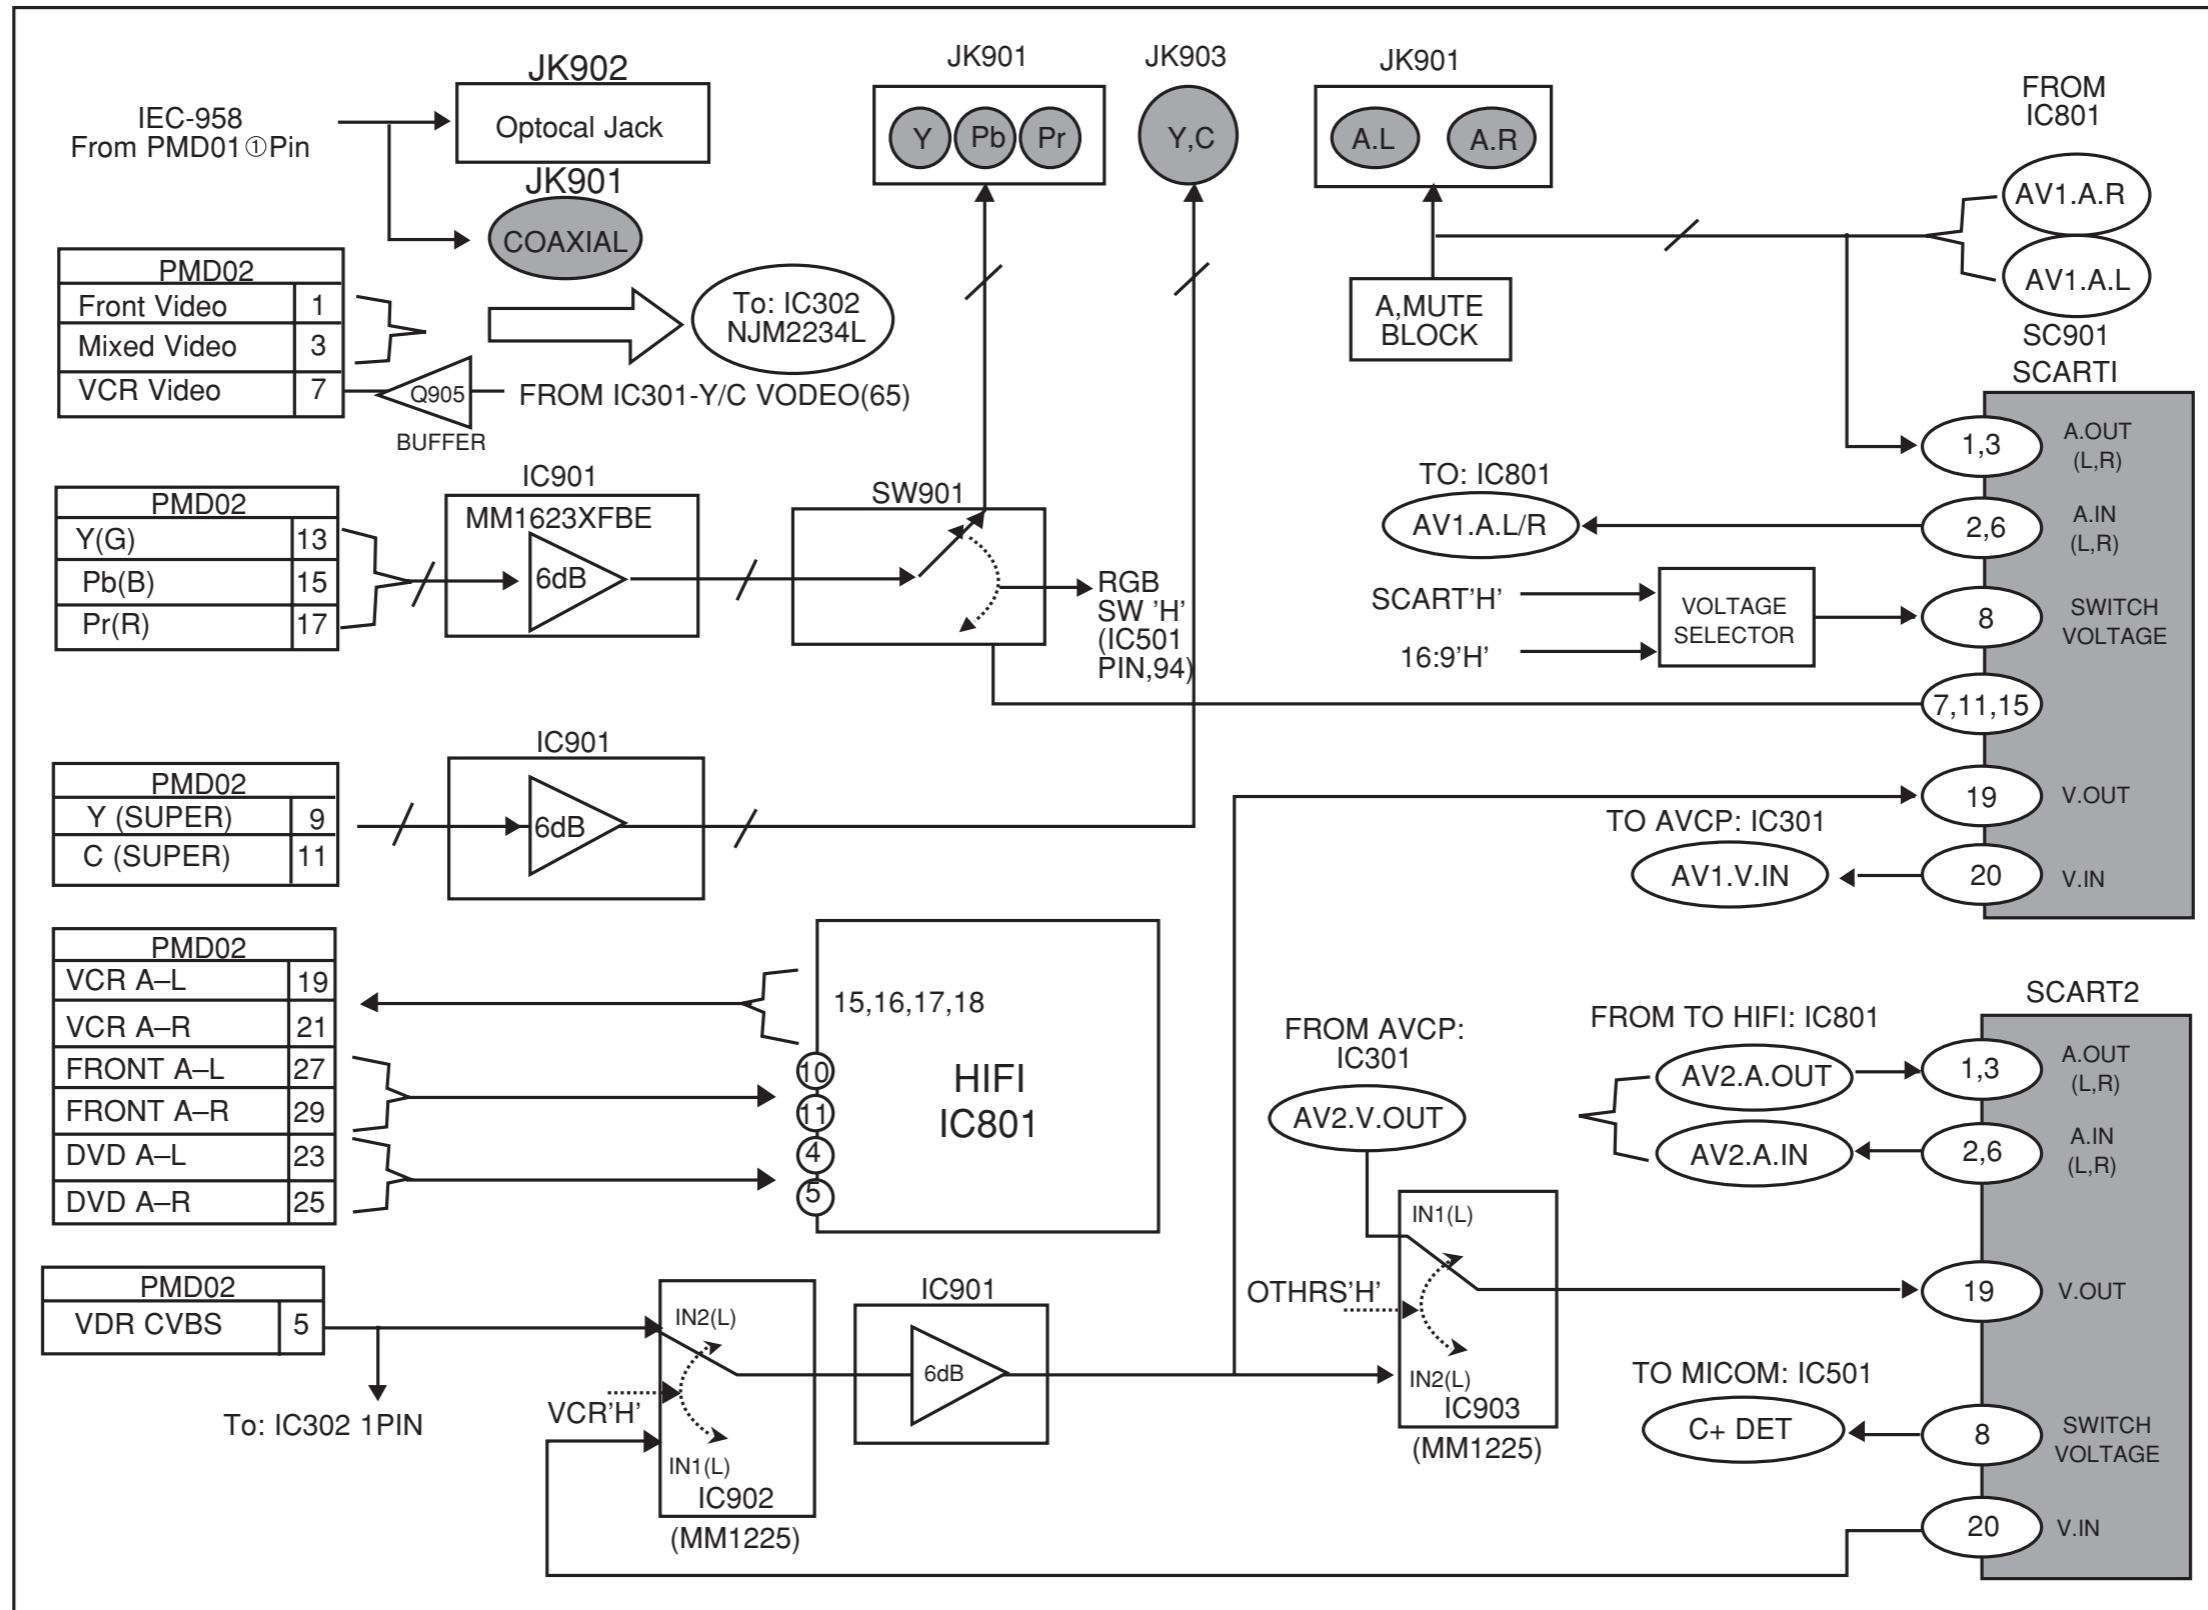 JK902
Optocal Jack
IEC-958
From PMD01①Pin
JK901
COAXIAL
JK901
Y
Pb
Pr
JK903
Y,C
JK901
A.L
A.R
FROM
IC801
AV1.A.R
AV1.A.L
A,MUTE
BLOCK
PMD02
Front Video 1
Mixed Video 3
VCR Video 7
To: IC302
NJM2234L
Q905
BUFFER
FROM IC301-Y/C VODEO(65)
SC901
SCARTI
1,3
A.OUT
(L,R)
TO: IC801
AV1.A.L/R
2,6
A.IN
(L,R)
SCART'H'
16:9'H'
VOLTAGE
SELECTOR
8
SWITCH
VOLTAGE
7,11,15
19
V.OUT
TO AVCP: IC301
AV1.V.IN
20
V.IN
PMD02
Y(G) 13
Pb(B) 15
Pr(R) 17
IC901
MM1623XFBE
6dB
SW901
RGB
SW 'H'
(IC501
PIN,94)
PMD02
Y (SUPER) 9
C (SUPER) 11
IC901
6dB
PMD02
VCR A–L 19
VCR A–R 21
FRONT A–L 27
FRONT A–R 29
DVD A–L 23
DVD A–R 25
15,16,17,18
10
11
4
5
HIFI
IC801
PMD02
VDR CVBS 5
To: IC302 1PIN
VCR'H'
IN2(L)
IN1(L)
IC902
(MM1225)
IC901
6dB
FROM AVCP:
IC301
AV2.V.OUT
OTHRS'H'
IN1(L)
IN2(L)
IC903
(MM1225)
SCART2
FROM TO HIFI: IC801
AV2.A.OUT
1,3
A.OUT
(L,R)
AV2.A.IN
2,6
A.IN
(L,R)
19
V.OUT
TO MICOM: IC501
C+ DET
8
SWITCH
VOLTAGE
20
V.IN